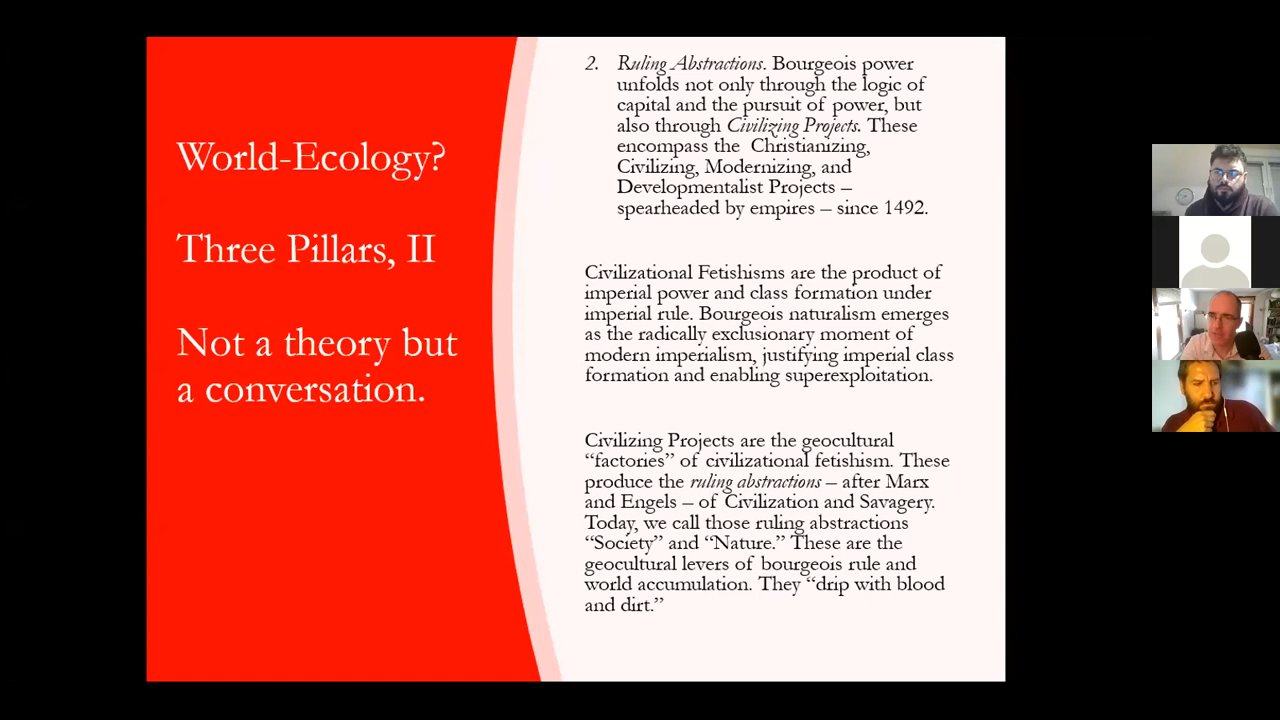 World-Ecology?
Three Pillars, II
Not a theory but
a conversation.
2. Ruling Abstractions. Bourgeois power
unfolds not only through the logic of
capital and the pursuit of power, but
also through Civilizing Projects. These
encompass the Christianizing,
Civilizing, Modernizing, and
Developmentalist Projects –
spearheaded by empires – since 1492.
Civilizational Fetishisms are the product of
imperial power and class formation under
imperial rule. Bourgeois naturalism emerges
as the radically exclusionary moment of
modern imperialism, justifying imperial class
formation and enabling superexploitation.
Civilizing Projects are the geocultural
“factories” of civilizational fetishism. These
produce the ruling abstractions – after Marx
and Engels – of Civilization and Savagery.
Today, we call those ruling abstractions
“Society” and “Nature.” These are the
geocultural levers of bourgeois rule and
world accumulation. They “drip with blood
and dirt.”